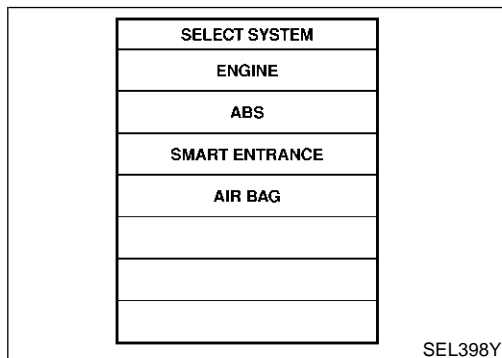 SELECT SYSTEM
ENGINE
ABS
SMART ENTRANCE
AIR BAG
SEL398Y